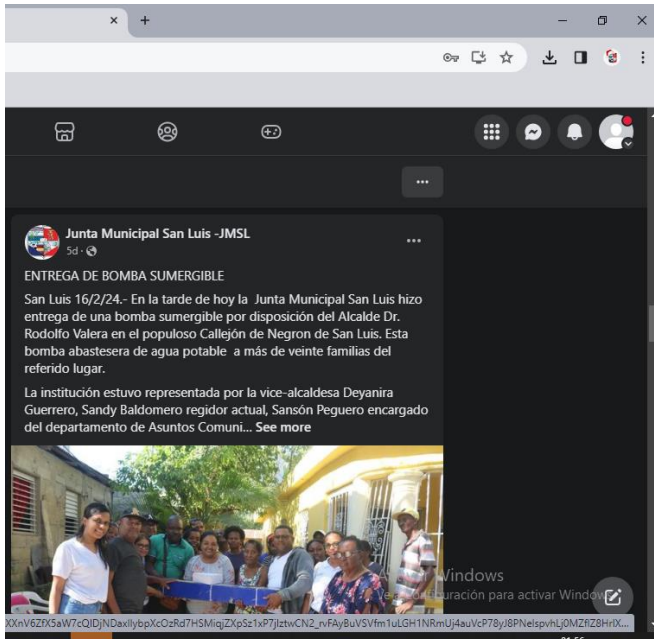 Junta Municipal San Luis -JMSL
5d
ENTREGA DE BOMBA SUMERGIBLE
San Luis 16/2/24.- En la tarde de hoy la Junta Municipal San Luis hizo
entrega de una bomba sumergible por disposición del Alcalde Dr.
Rodolfo Valera en el populoso Callejón de Negron de San Luis. Esta
bomba abastesera de agua potable a más de veinte familias del
referido lugar.
La institución estuvo representada por la vice-alcaldesa Deyanira
Guerrero, Sandy Baldomero regidor actual, Sansón Peguero encargado
del departamento de Asuntos Comuni... See more
Windows
para activar Windows